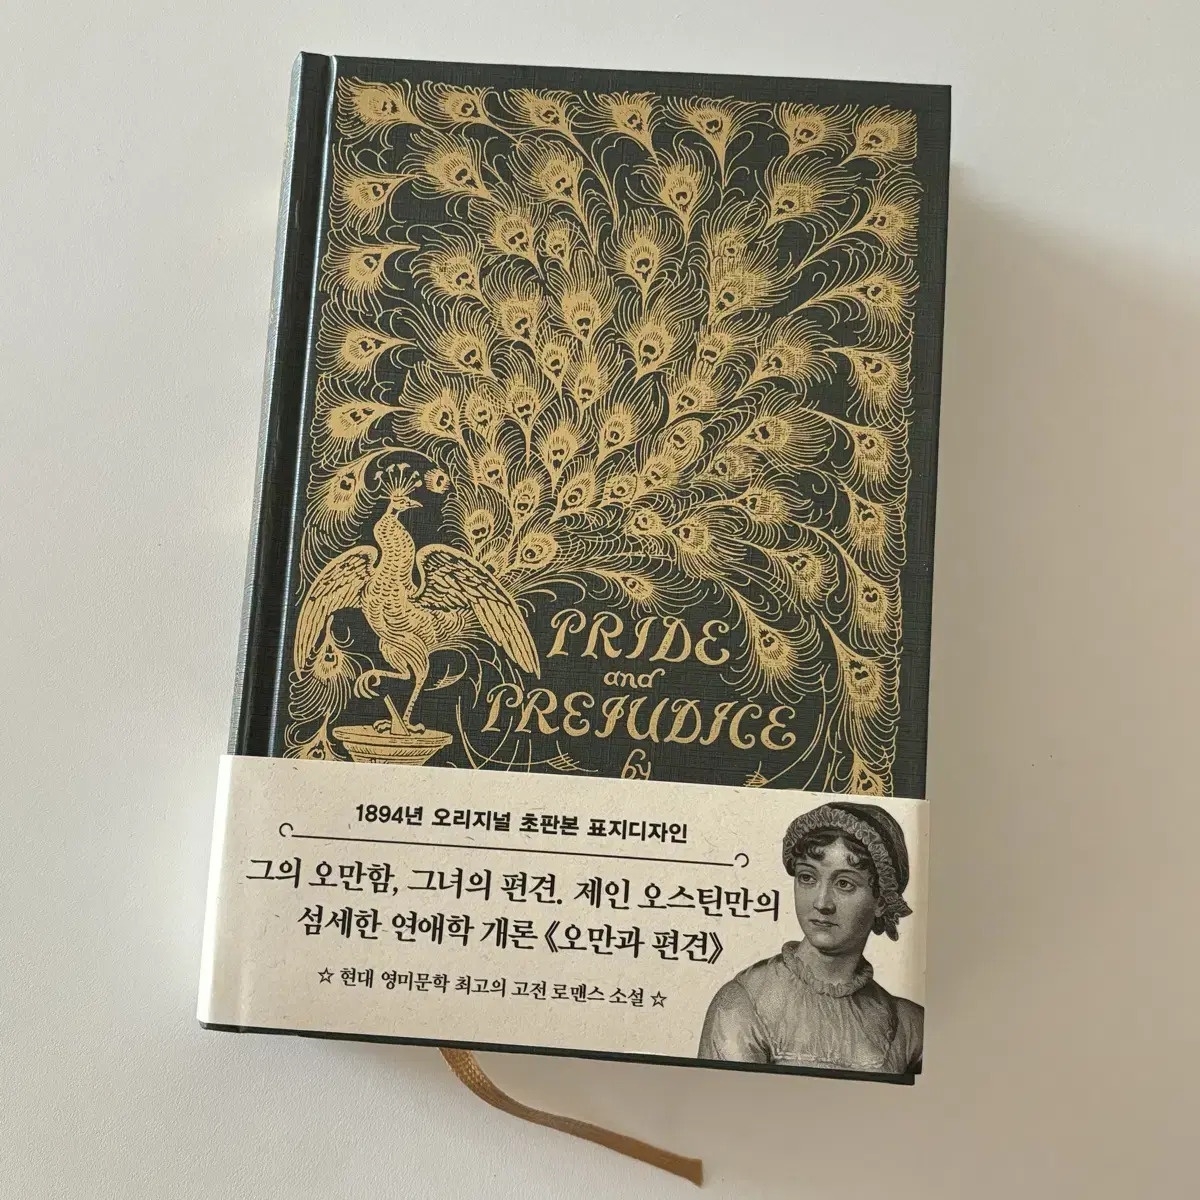 PRIDE
and
PREJUDICE
by
1894년 오리지널 초판본 표지디자인
그의 오만함, 그녀의 편견. 제인 오스틴만의
섬세한 연애학 개론 《오만과 편견》
☆ 현대 영미문학 최고의 고전 로맨스 소설 ☆